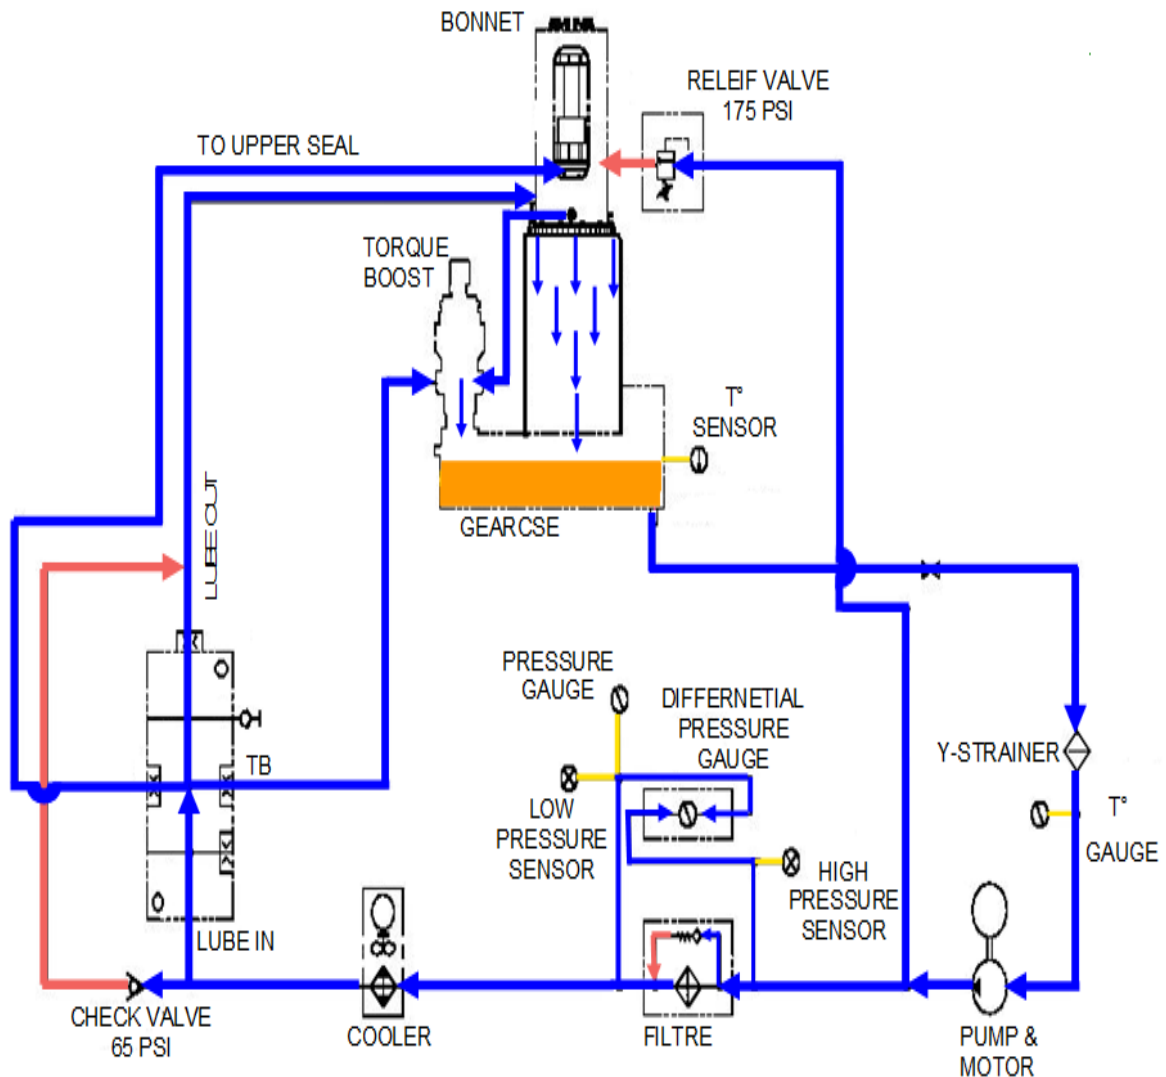 BONNET
RELEIF VALVE
175 PSI
TO UPPER SEAL
TORQUE
BOOST
T°
SENSOR
LUBE OUT
GEARCSE
PRESSURE
GAUGE
DIFFERNETIAL
PRESSURE
GAUGE
Y-STRAINER
TB
LOW
PRESSURE
SENSOR
T°
GAUGE
HIGH
PRESSURE
SENSOR
LUBE IN
CHECK VALVE
65 PSI
COOLER
FILTRE
PUMP &
MOTOR